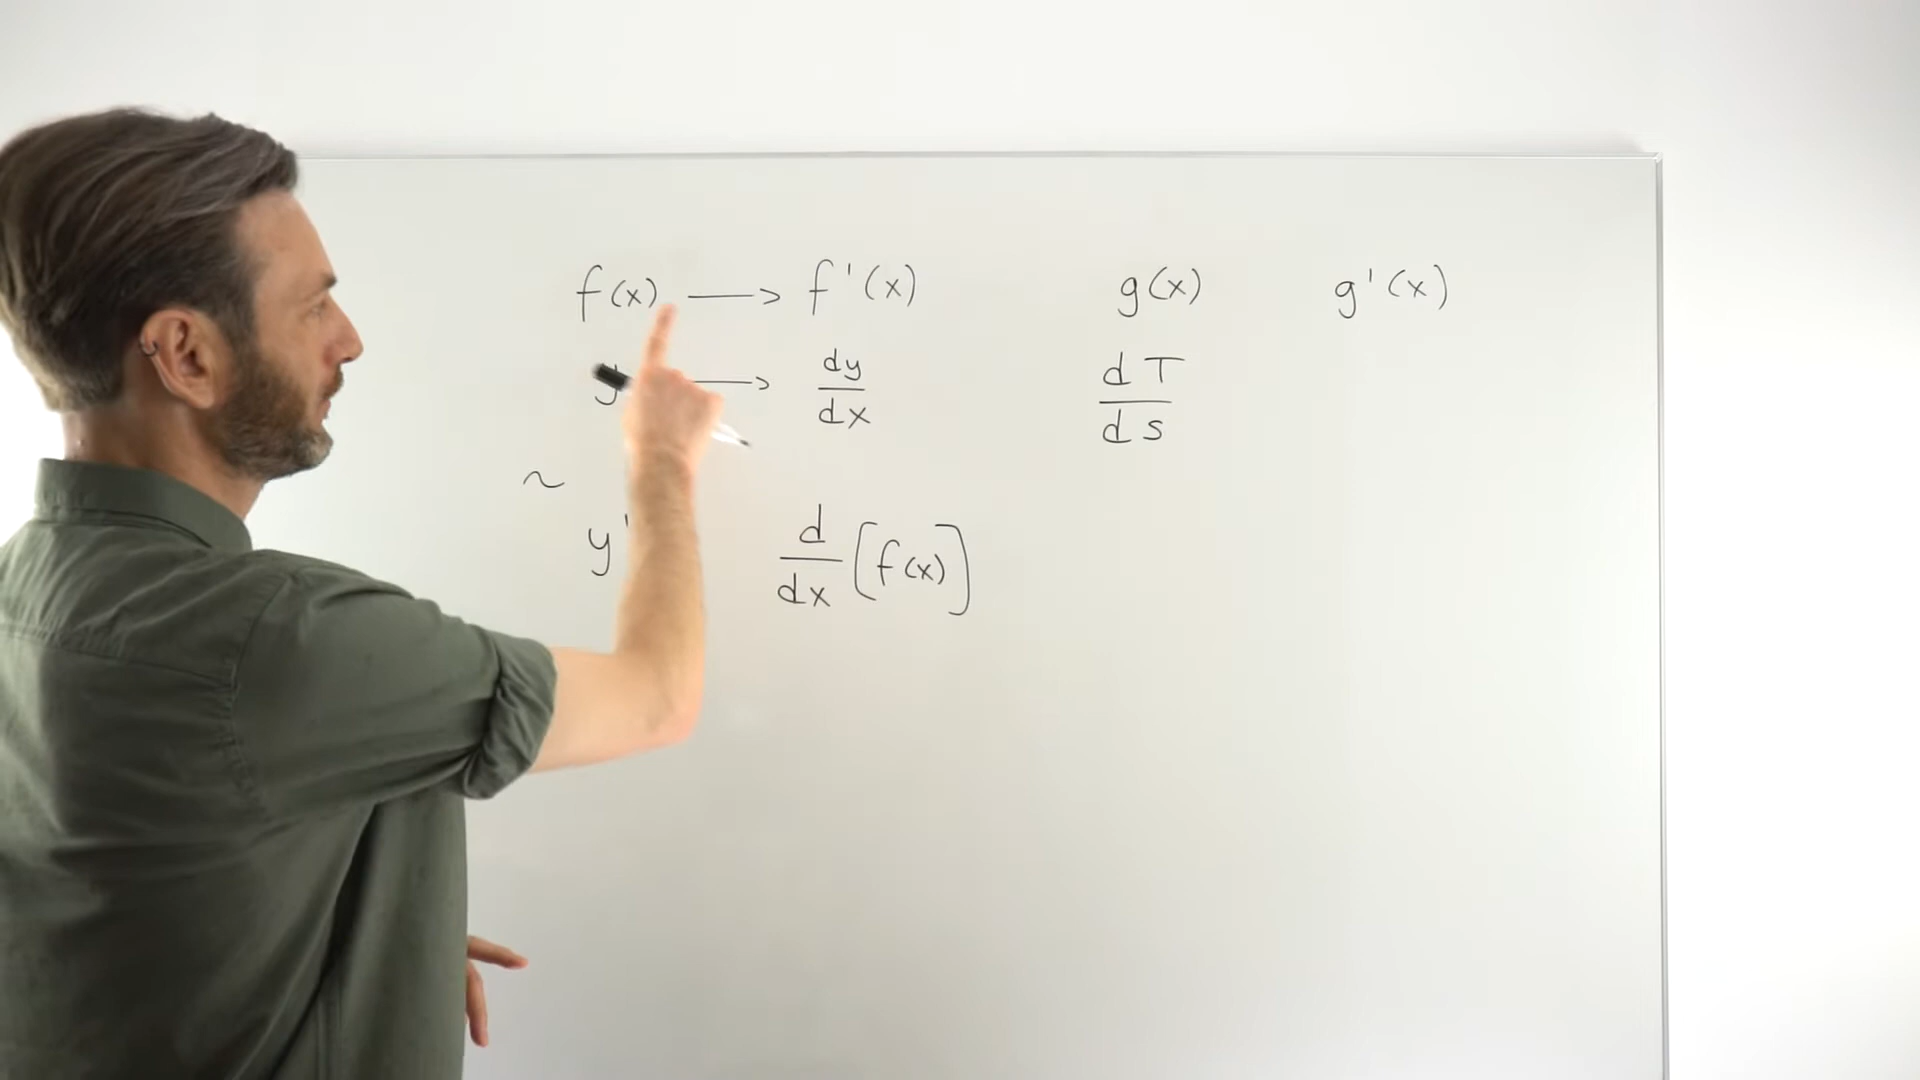 f(x) → f'(x) g(x) g'(x)
y → dy/dx dT/ds
~
y' d/dx [f(x)]